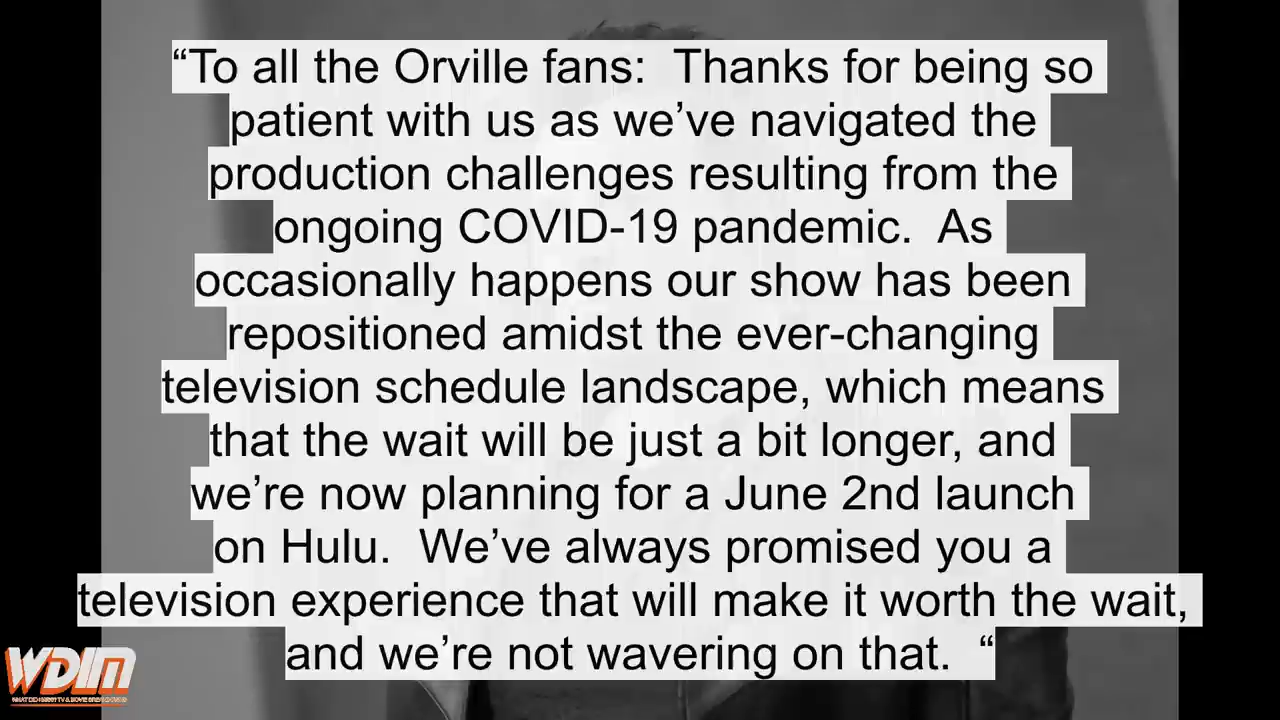 “To all the Orville fans:  Thanks for being so
patient with us as we’ve navigated the
production challenges resulting from the
ongoing COVID-19 pandemic.  As
occasionally happens our show has been
repositioned amidst the ever-changing
television schedule landscape, which means
that the wait will be just a bit longer, and
we’re now planning for a June 2nd launch
on Hulu.  We’ve always promised you a
television experience that will make it worth the wait,
and we’re not wavering on that.  “
WDIM